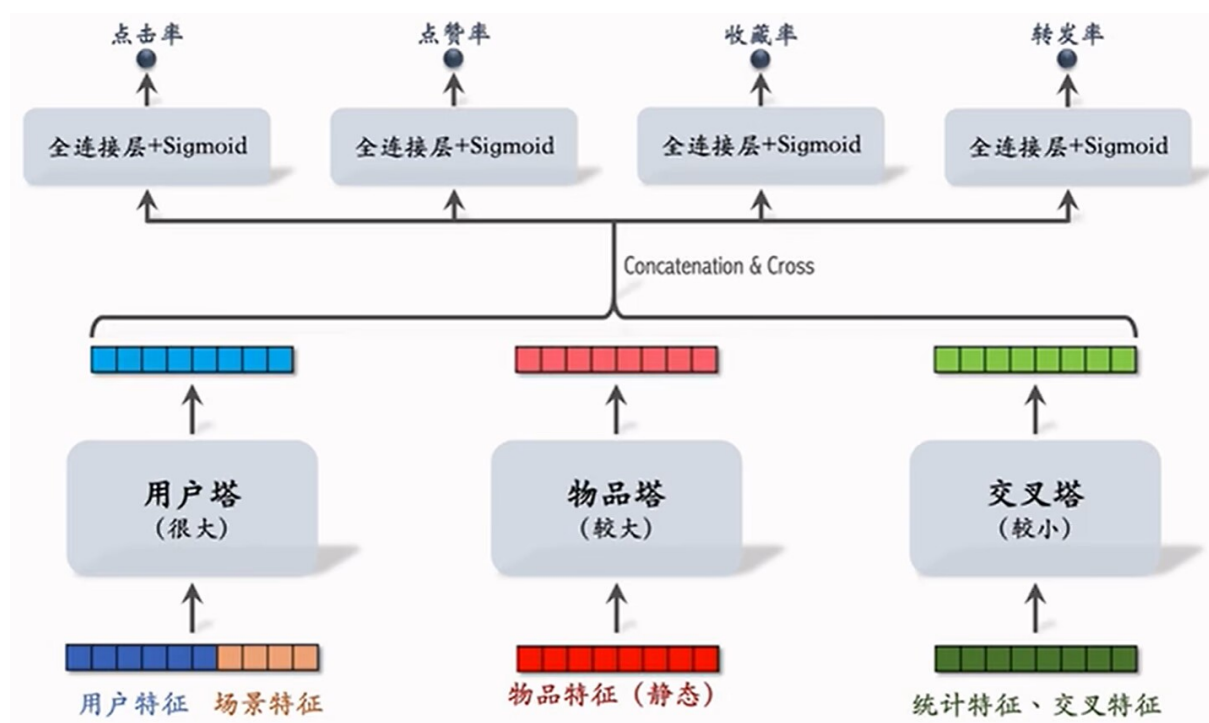 点击率 点赞率 收藏率 转发率
全连接层+Sigmoid 全连接层+Sigmoid 全连接层+Sigmoid 全连接层+Sigmoid
Concatenation & Cross
用户塔 物品塔 交叉塔
(很大) (较大) (较小)
用户特征 场景特征 物品特征（静态） 统计特征、交叉特征